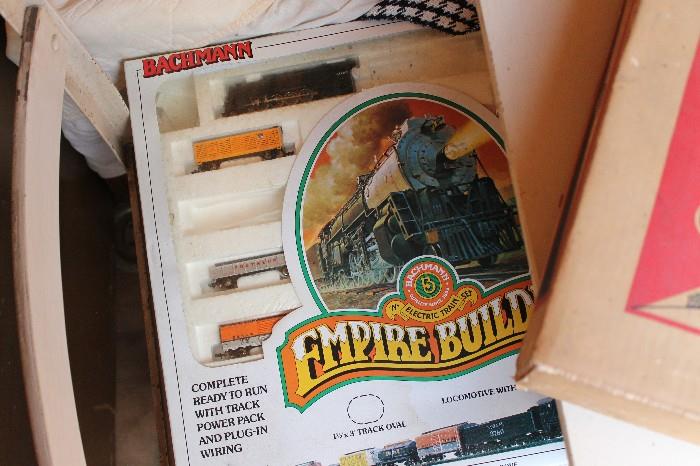 BACHMANN
BACHMANN
B
"N" ELECTRIC TRAIN SET
EMPIRE BUILD
COMPLETE
READY TO RUN
WITH TRACK
POWER PACK
AND PLUG-IN
WIRING
LOCOMOTIVE WITH
TRACK OVAL